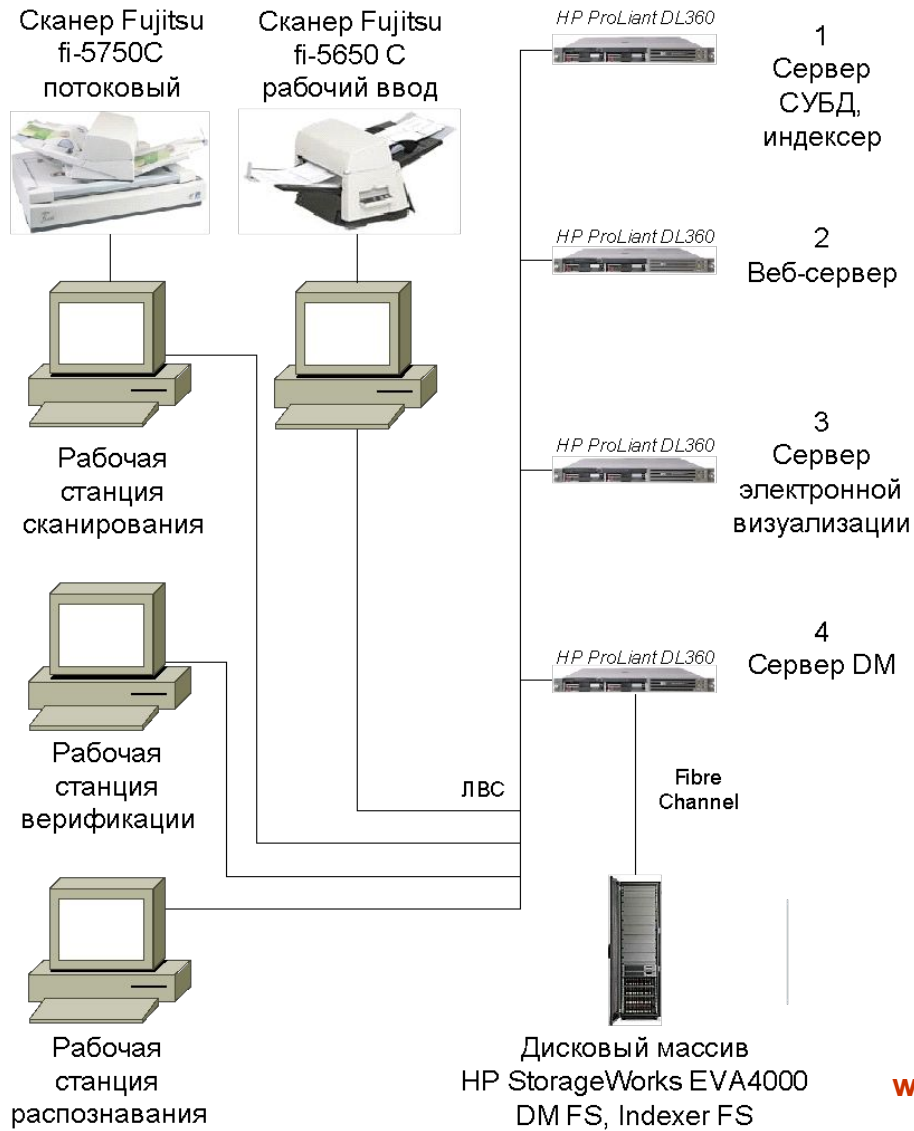 Сканер Fujitsu
fi-5750C
потоковый
Сканер Fujitsu
fi-5650 C
рабочий ввод
HP ProLiant DL360
1
Сервер
СУБД,
индексер
HP ProLiant DL360
2
Веб-сервер
Рабочая
станция
сканирования
HP ProLiant DL360
3
Сервер
электронной
визуализации
HP ProLiant DL360
4
Сервер DM
Рабочая
станция
верификации
ЛВС
Fibre
Channel
Рабочая
станция
распознавания
Дисковый массив
HP StorageWorks EVA4000
DM FS, Indexer FS
w